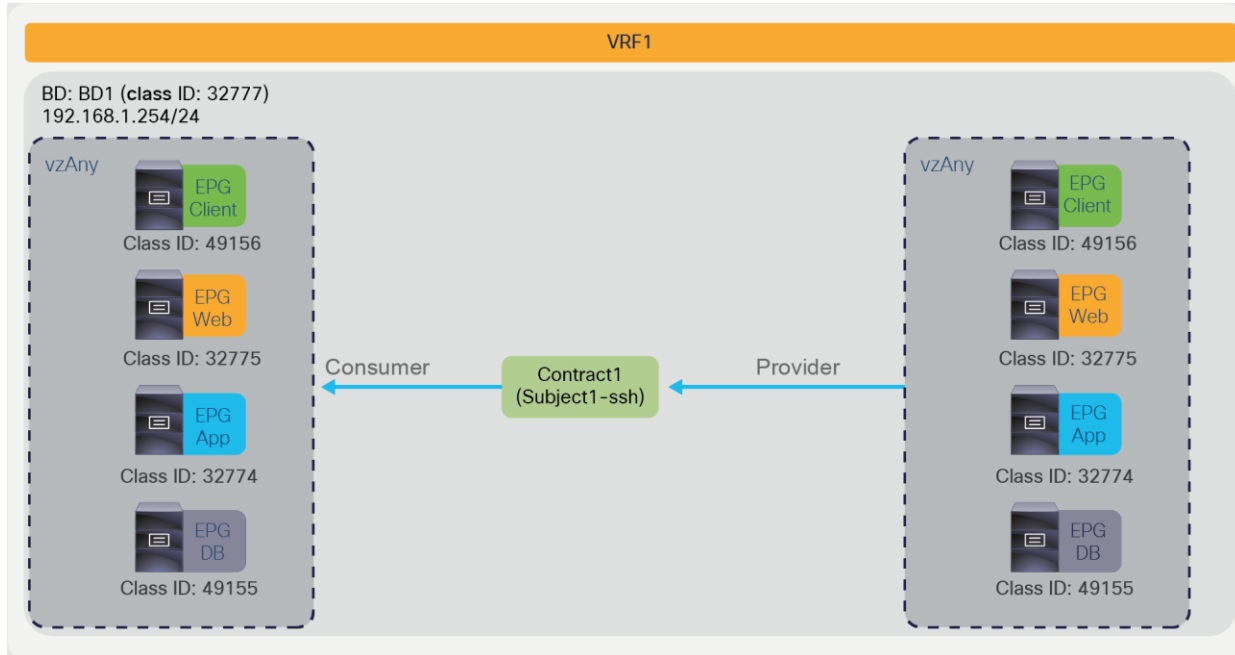 VRF1
BD: BD1 (class ID: 32777)
192.168.1.254/24
vzAny
EPG
Client
Class ID: 49156
EPG
Web
Class ID: 32775
EPG
App
Class ID: 32774
EPG
DB
Class ID: 49155
Consumer
Contract1
(Subject1-ssh)
Provider
vzAny
EPG
Client
Class ID: 49156
EPG
Web
Class ID: 32775
EPG
App
Class ID: 32774
EPG
DB
Class ID: 49155